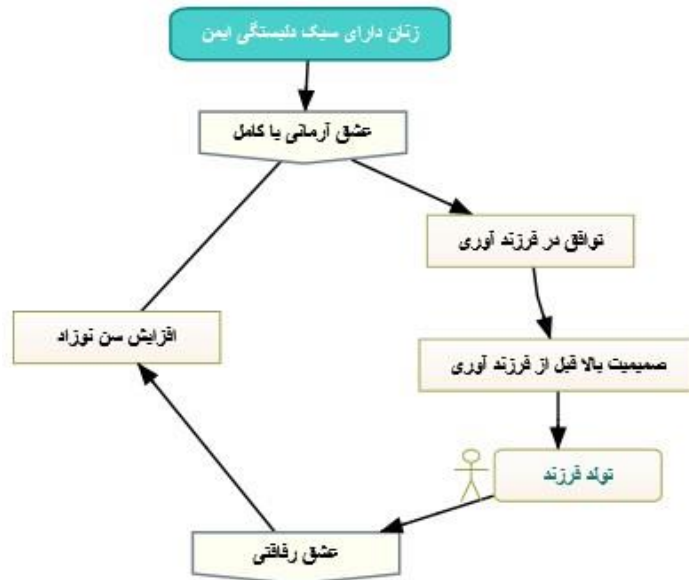 زنان دارای سبک دلبستگی ایمن
عشق آرمانی یا کامل
توافق در فرزند آوری
صمیمیت بالا قبل از فرزند آوری
تولد فرزند
عشق رفاقتی
افزایش سن نوزاد